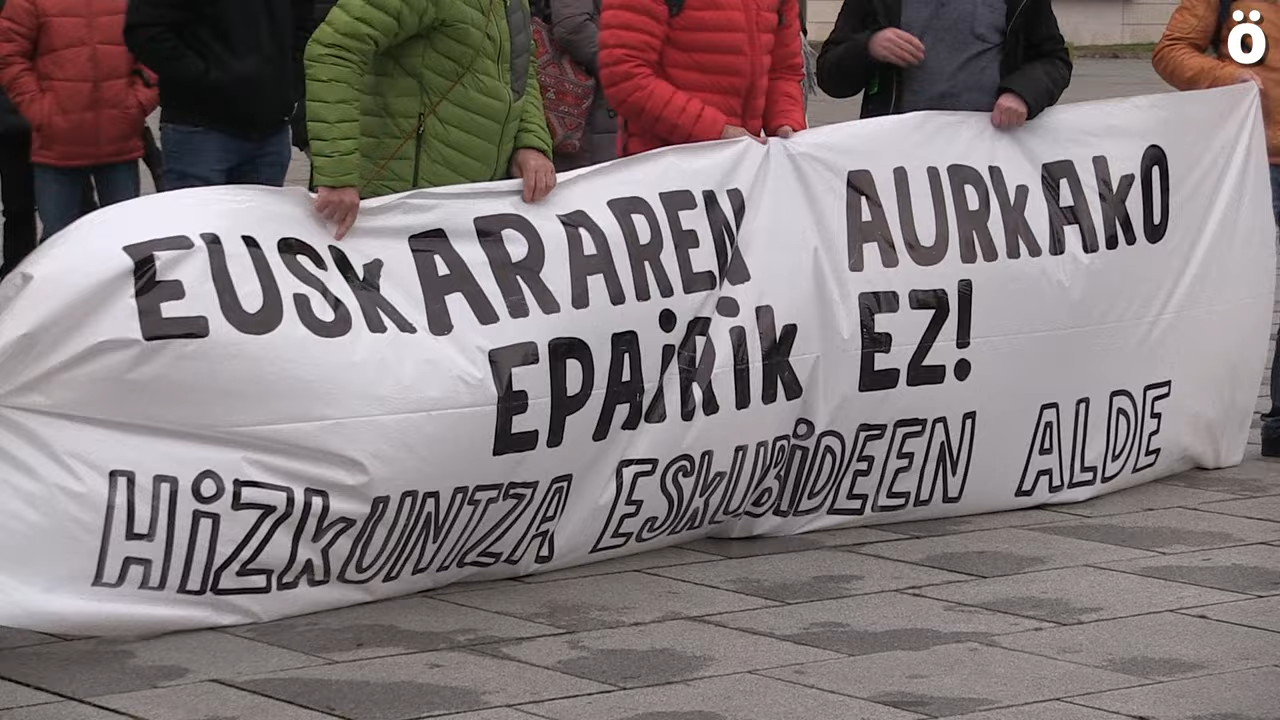 ö
EUSkARAREN AURkAkO
EPAiRik EZ!
HiZkUNTZA ESkUBiDEEN ALDE